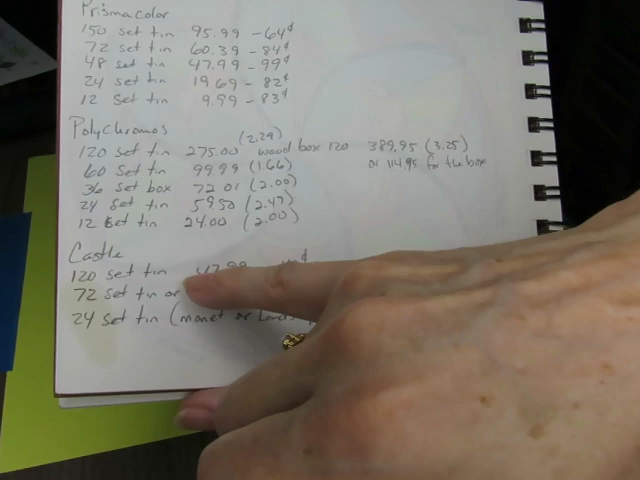 Prismacolor
150 set tin 95.99 - 64¢
72 set tin 60.39 - 84¢
48 set tin 47.99 - 99¢
24 set tin 19.69 - 82¢
12 set tin 9.99 - 83¢
Polychromos
120 set tin 275.00 (2.29) wood box 120 389.95 (3.25)
60 set tin 99.99 (1.66) or 114.95 for the box
36 set box 72.01 (2.00)
24 set tin 59.50 (2.47)
12 set tin 24.00 (2.00)
Castle
120 set tin 47.99
72 set tin or
24 set tin (monet or